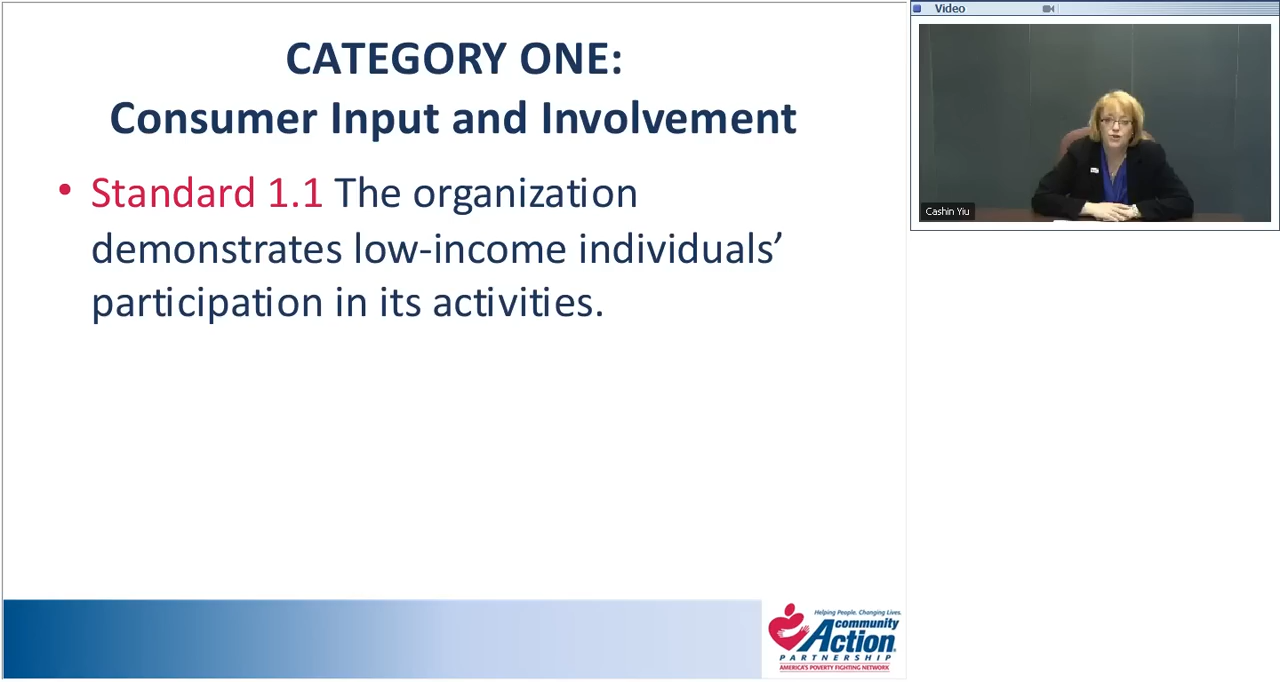 CATEGORY ONE:
Consumer Input and Involvement
• Standard 1.1 The organization
demonstrates low-income individuals’
participation in its activities.
Video
Cashin Yiu
Helping People. Changing Lives.
community
Action
PARTNERSHIP
AMERICA'S POVERTY FIGHTING NETWORK